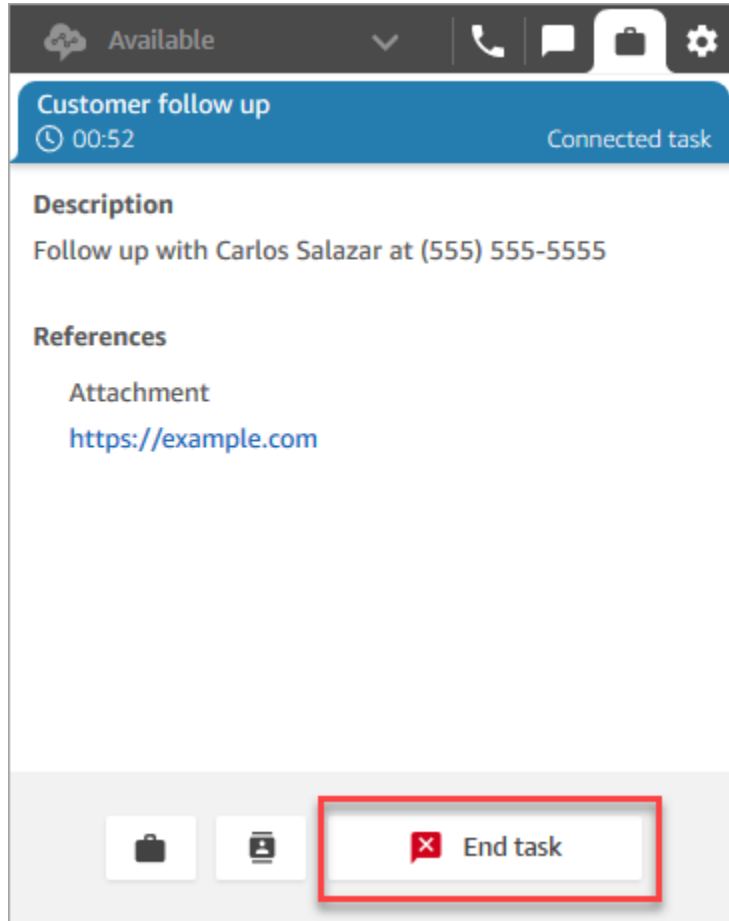 Available
Customer follow up
00:52 Connected task
Description
Follow up with Carlos Salazar at (555) 555-5555
References
Attachment
https://example.com
End task